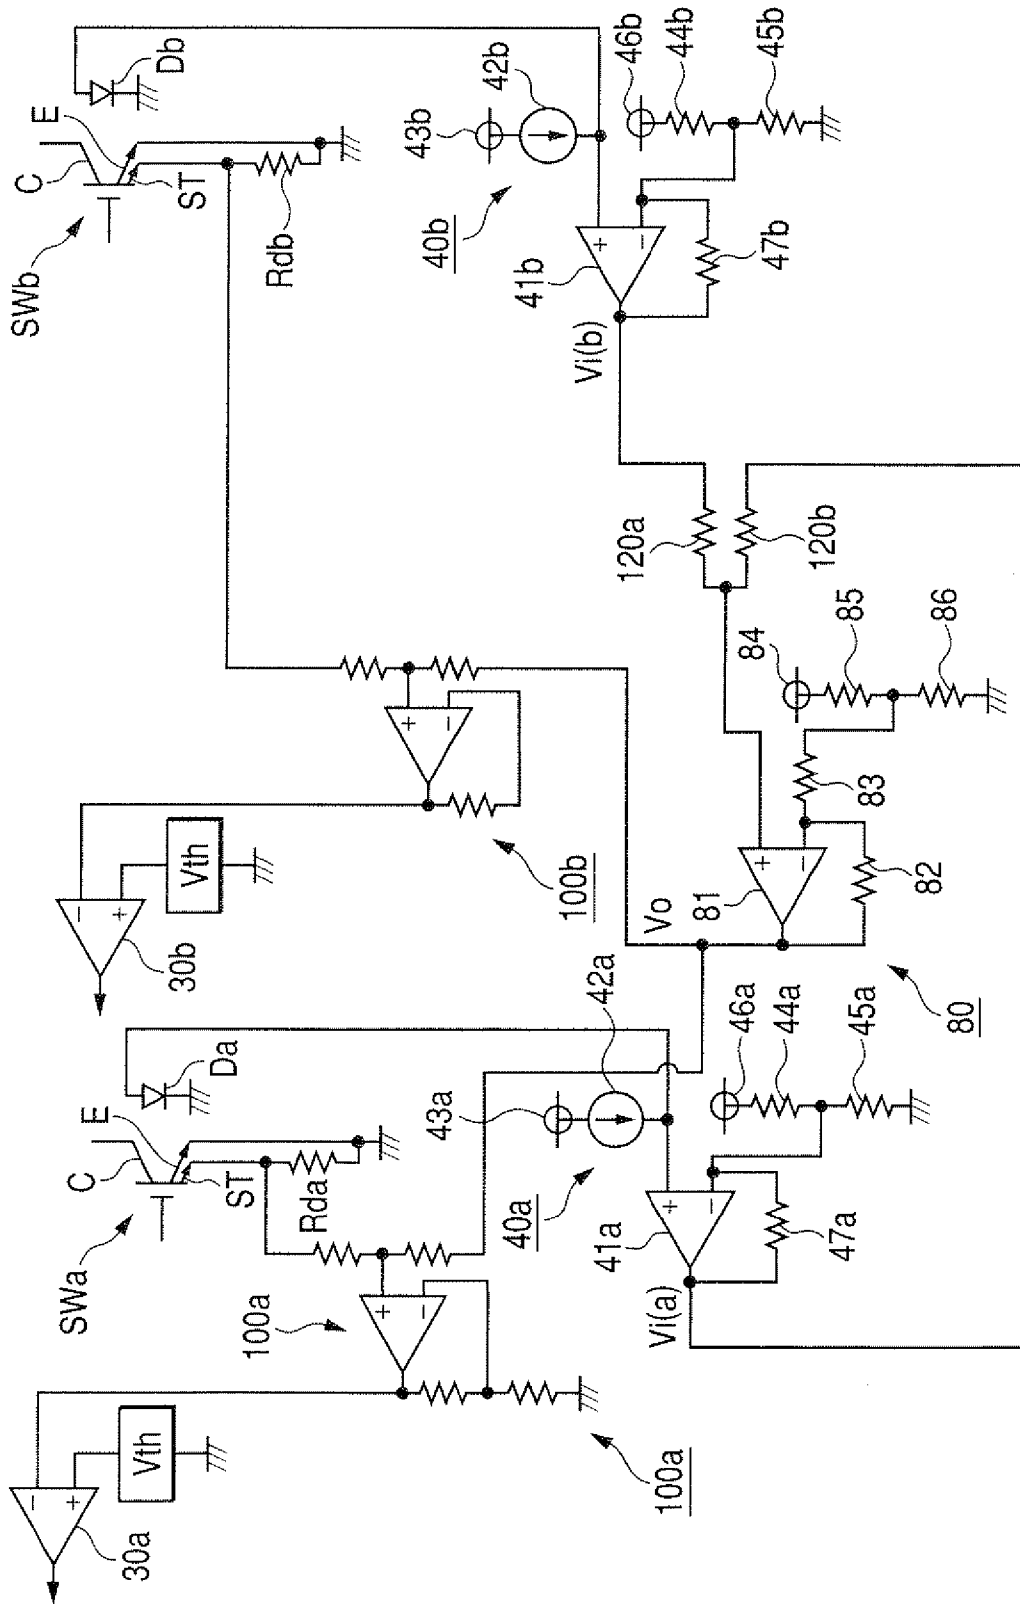 SWb
C
E
ST
Db
Rdb
43b
42b
40b
46b
44b
45b
+
−
41b
47b
Vi(b)
120a
120b
+
−
100b
−
+
30b
Vth
84
85
86
83
+
−
81
82
80
Vo
SWa
C
E
ST
Da
Rda
43a
42a
40a
46a
44a
45a
+
−
41a
47a
Vi(a)
100a
+
−
100a
−
+
30a
Vth